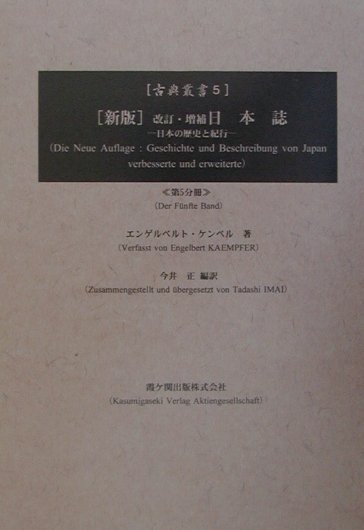 ［古典叢書5］
［新版］ 改訂・増補 日本誌
―日本の歴史と紀行―
(Die Neue Auflage : Geschichte und Beschreibung von Japan
verbesserte und erweiterte)
≪第5分冊≫
(Der Fünfte Band)
エンゲルベルト・ケンペル 著
(Verfasst von Engelbert KAEMPFER)
今井 正 編訳
(Zusammengestellt und übergesetzt von Tadashi IMAI)
霞ケ関出版株式会社
(Kasumigaseki Verlag Aktiengesellschaft)